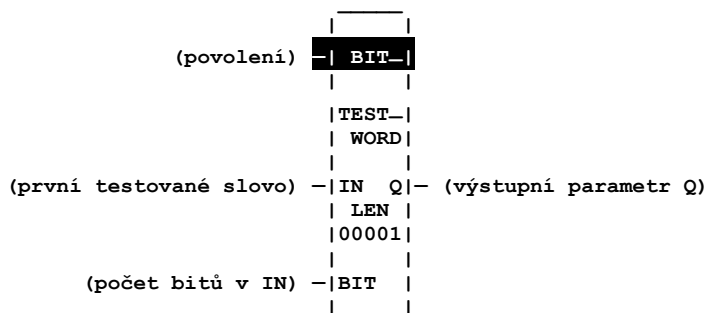 (povolení) —| BIT—|
|TEST—|
| WORD|
(první testované slovo) —|IN Q|— (výstupní parametr Q)
| LEN |
|00001|
(počet bitů v IN) —|BIT |